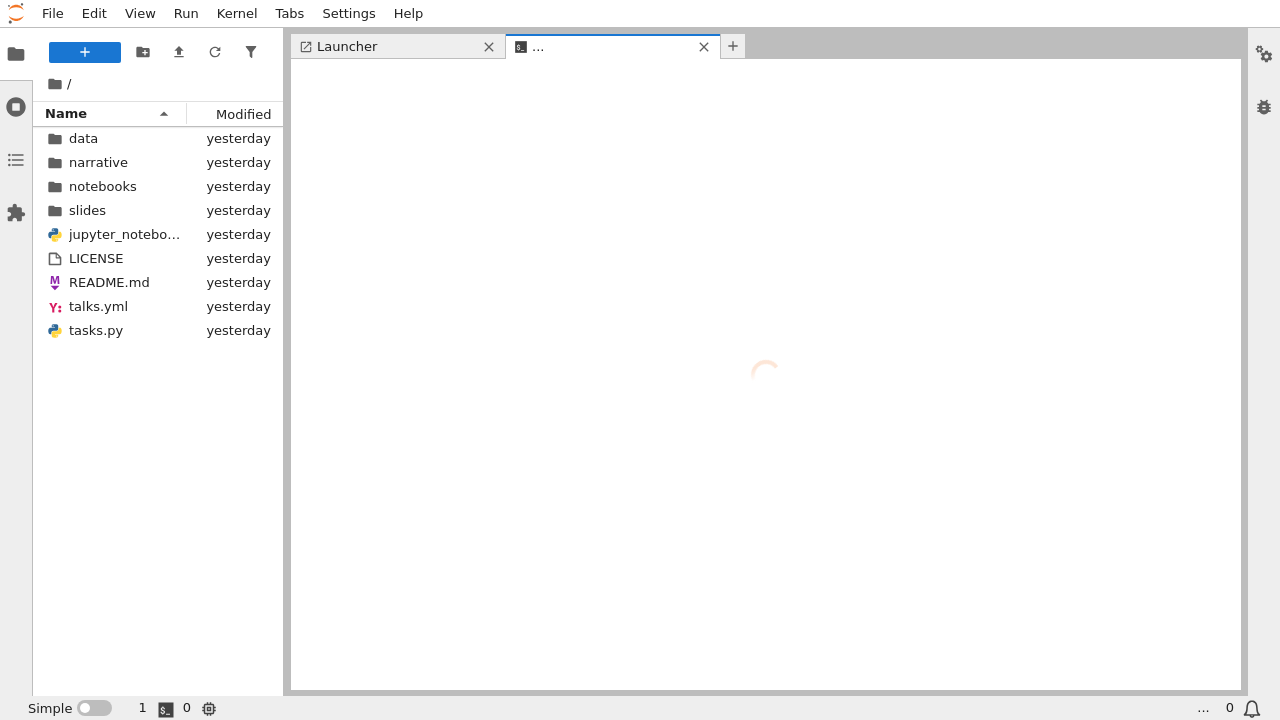 File Edit View Run Kernel Tabs Settings Help
Launcher
...
/
Name Modified
data yesterday
narrative yesterday
notebooks yesterday
slides yesterday
jupyter_notebo... yesterday
LICENSE yesterday
README.md yesterday
talks.yml yesterday
tasks.py yesterday
Simple 1 0 ... 0